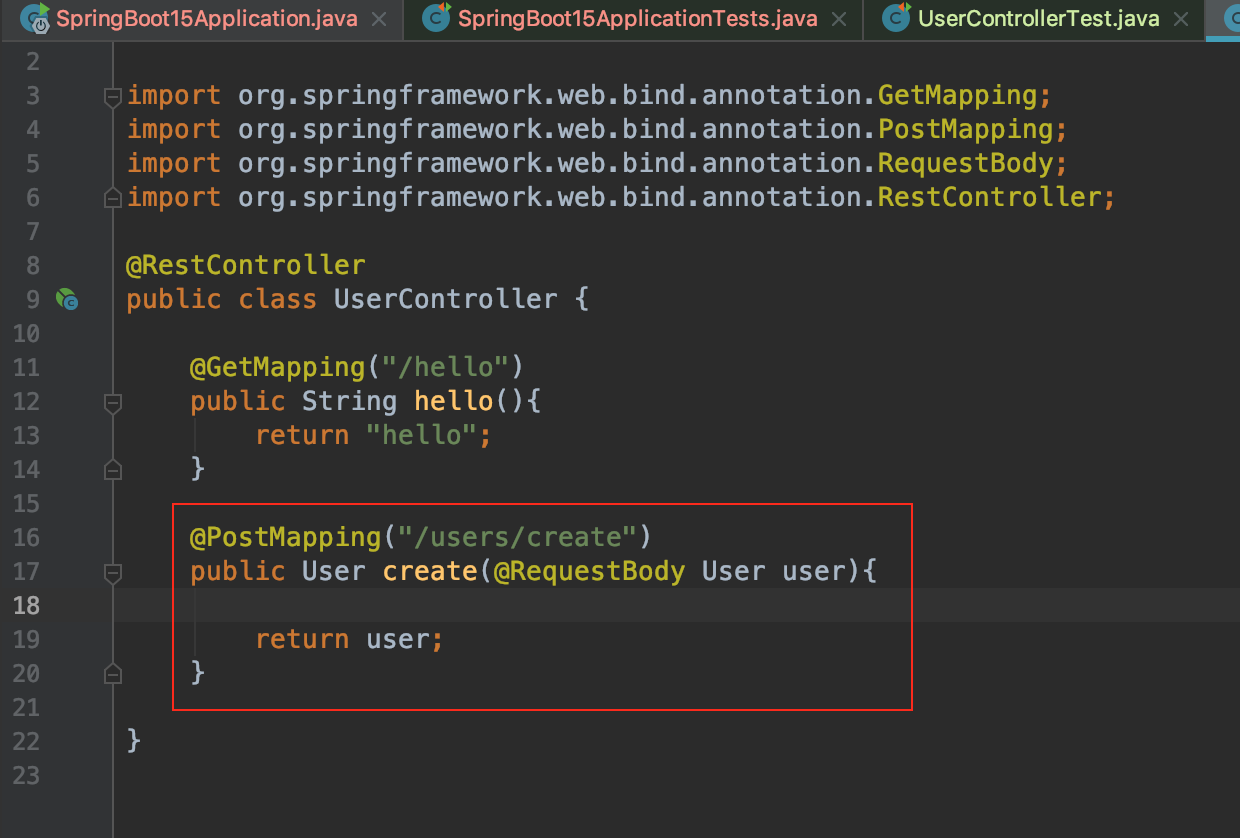 SpringBoot15Application.java SpringBoot15ApplicationTests.java UserControllerTest.java
2
3 import org.springframework.web.bind.annotation.GetMapping;
4 import org.springframework.web.bind.annotation.PostMapping;
5 import org.springframework.web.bind.annotation.RequestBody;
6 import org.springframework.web.bind.annotation.RestController;
7
8 @RestController
9 public class UserController {
10
11 @GetMapping("/hello")
12 public String hello(){
13 return "hello";
14 }
15
16 @PostMapping("/users/create")
17 public User create(@RequestBody User user){
18
19 return user;
20 }
21
22 }
23